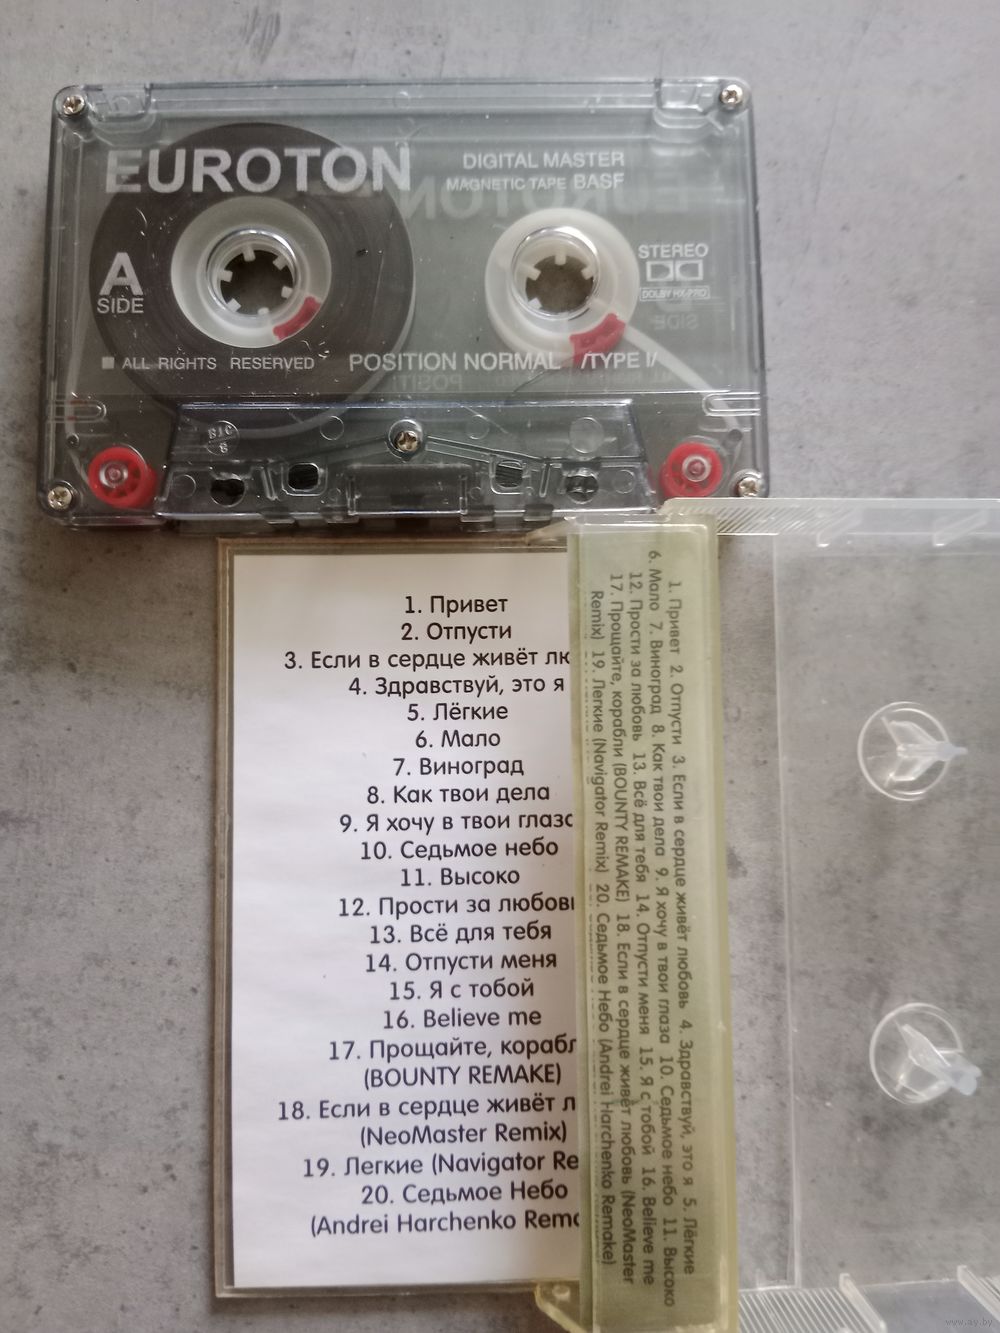 EUROTON
DIGITAL MASTER
MAGNETIC TAPE BASF
A
SIDE
STEREO
DOLBY HX-PRO
SIDE
ALL RIGHTS RESERVED
POSITION NORMAL /TYPE I/
1. Привет
2. Отпусти
3. Если в сердце живёт лю
4. Здравствуй, это я
5. Лёгкие
6. Мало
7. Виноград
8. Как твои дела
9. Я хочу в твои глаза
10. Седьмое небо
11. Высоко
12. Прости за любовь
13. Всё для тебя
14. Отпусти меня
15. Я с тобой
16. Believe me
17. Прощайте, корабл
(BOUNTY REMAKE)
18. Если в сердце живёт л
(NeoMaster Remix)
19. Легкие (Navigator Re
20. Седьмое Небо
(Andrei Harchenko Rema
1. Привет 2. Отпусти 3. Если в сердце живёт любовь 4. Здравствуй, это я 5. Лёгкие
6. Мало 7. Виноград 8. Как твои дела 9. Я хочу в твои глаза 10. Седьмое небо 11. Высоко
12. Прости за любовь 13. Всё для тебя 14. Отпусти меня 15. Я с тобой 16. Believe me
17. Прощайте, корабли (BOUNTY REMAKE) 18. Если в сердце живёт любовь (NeoMaster
Remix) 19. Легкие (Navigator Remix) 20. Седьмое Небо (Andrei Harchenko Remake)
www.ay.by